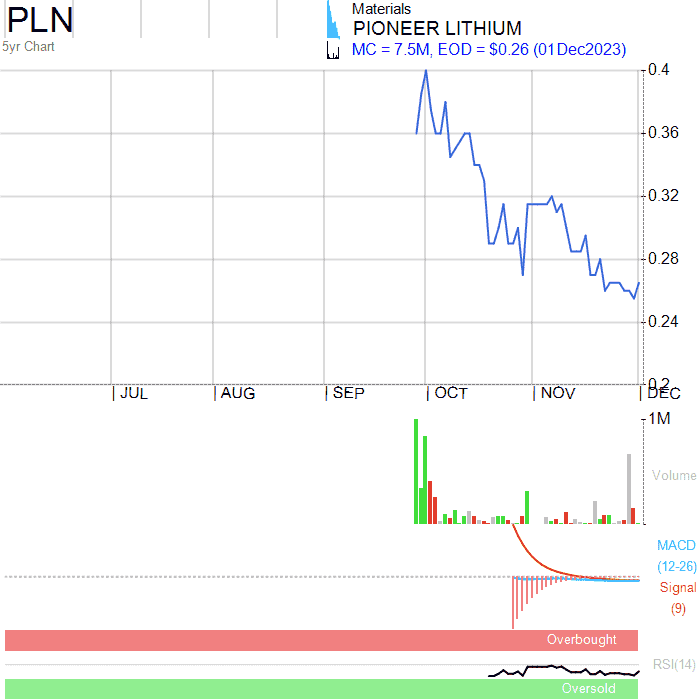 PLN
Materials
PIONEER LITHIUM
5yr Chart
MC = 7.5M, EOD = $0.26 (01Dec2023)
0.4
0.36
0.32
0.28
0.24
0.2
| JUL | AUG | SEP | OCT | NOV | DEC
1M
Volume
MACD
(12-26)
Signal
(9)
Overbought
RSI(14)
Oversold